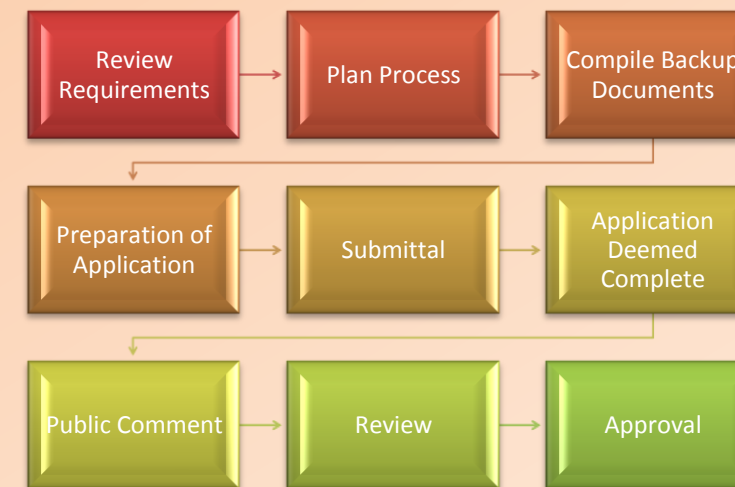 Review
Requirements
Plan Process
Compile Backup
Documents
Preparation of
Application
Submittal
Application
Deemed
Complete
Public Comment
Review
Approval